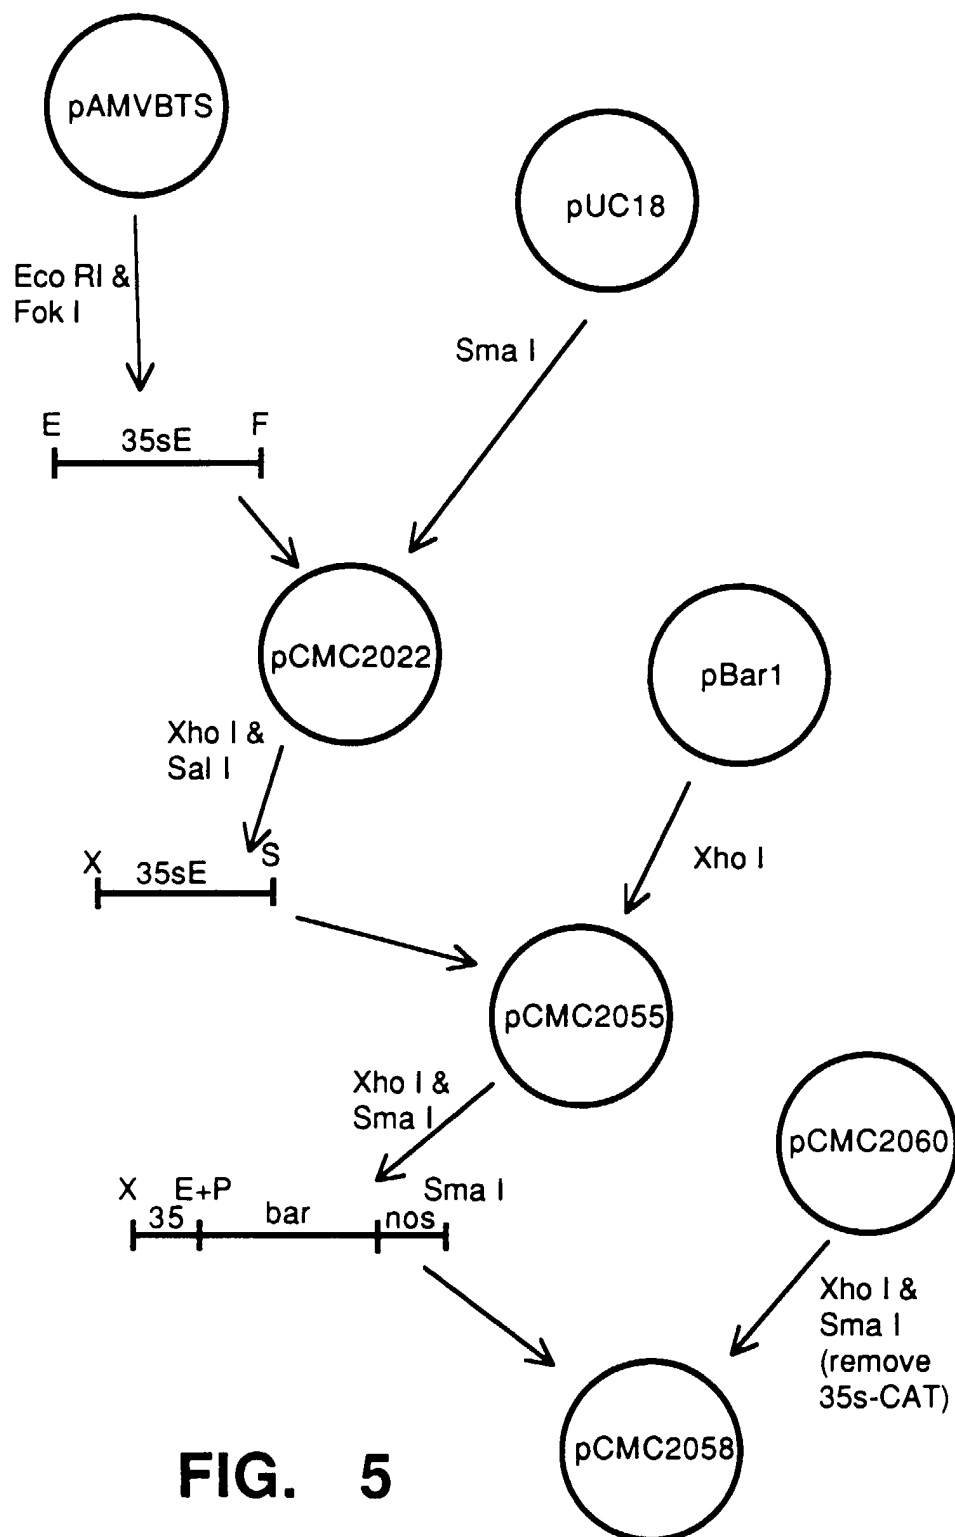 pAMVBTS
pUC18
Eco RI &
Fok I
Sma I
E
F
35sE
pCMC2022
pBar1
Xho I &
Sal I
Xho I
X
S
35sE
pCMC2055
Xho I &
Sma I
pCMC2060
X
E+P
Sma I
35
bar
nos
Xho I &
Sma I
(remove
35s-CAT)
pCMC2058
FIG. 5